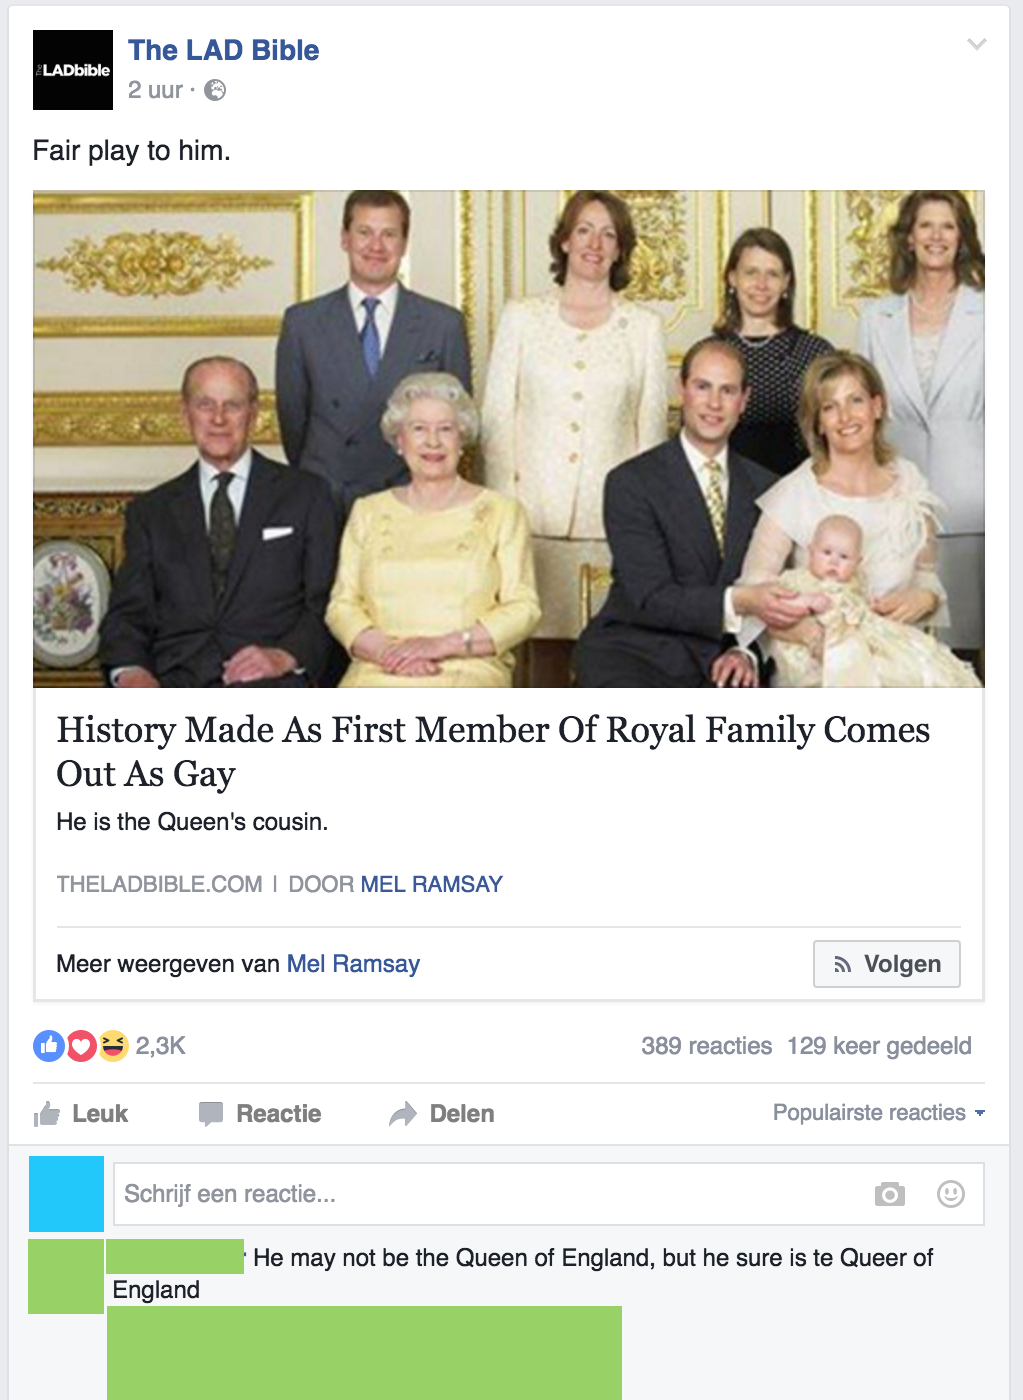 The LADbible
The LAD Bible
2 uur ·
Fair play to him.
History Made As First Member Of Royal Family Comes
Out As Gay
He is the Queen's cousin.
THELADBIBLE.COM | DOOR MEL RAMSAY
Meer weergeven van Mel Ramsay
Volgen
2,3K
389 reacties 129 keer gedeeld
Leuk Reactie Delen Populairste reacties
Schrijf een reactie...
He may not be the Queen of England, but he sure is te Queer of
England